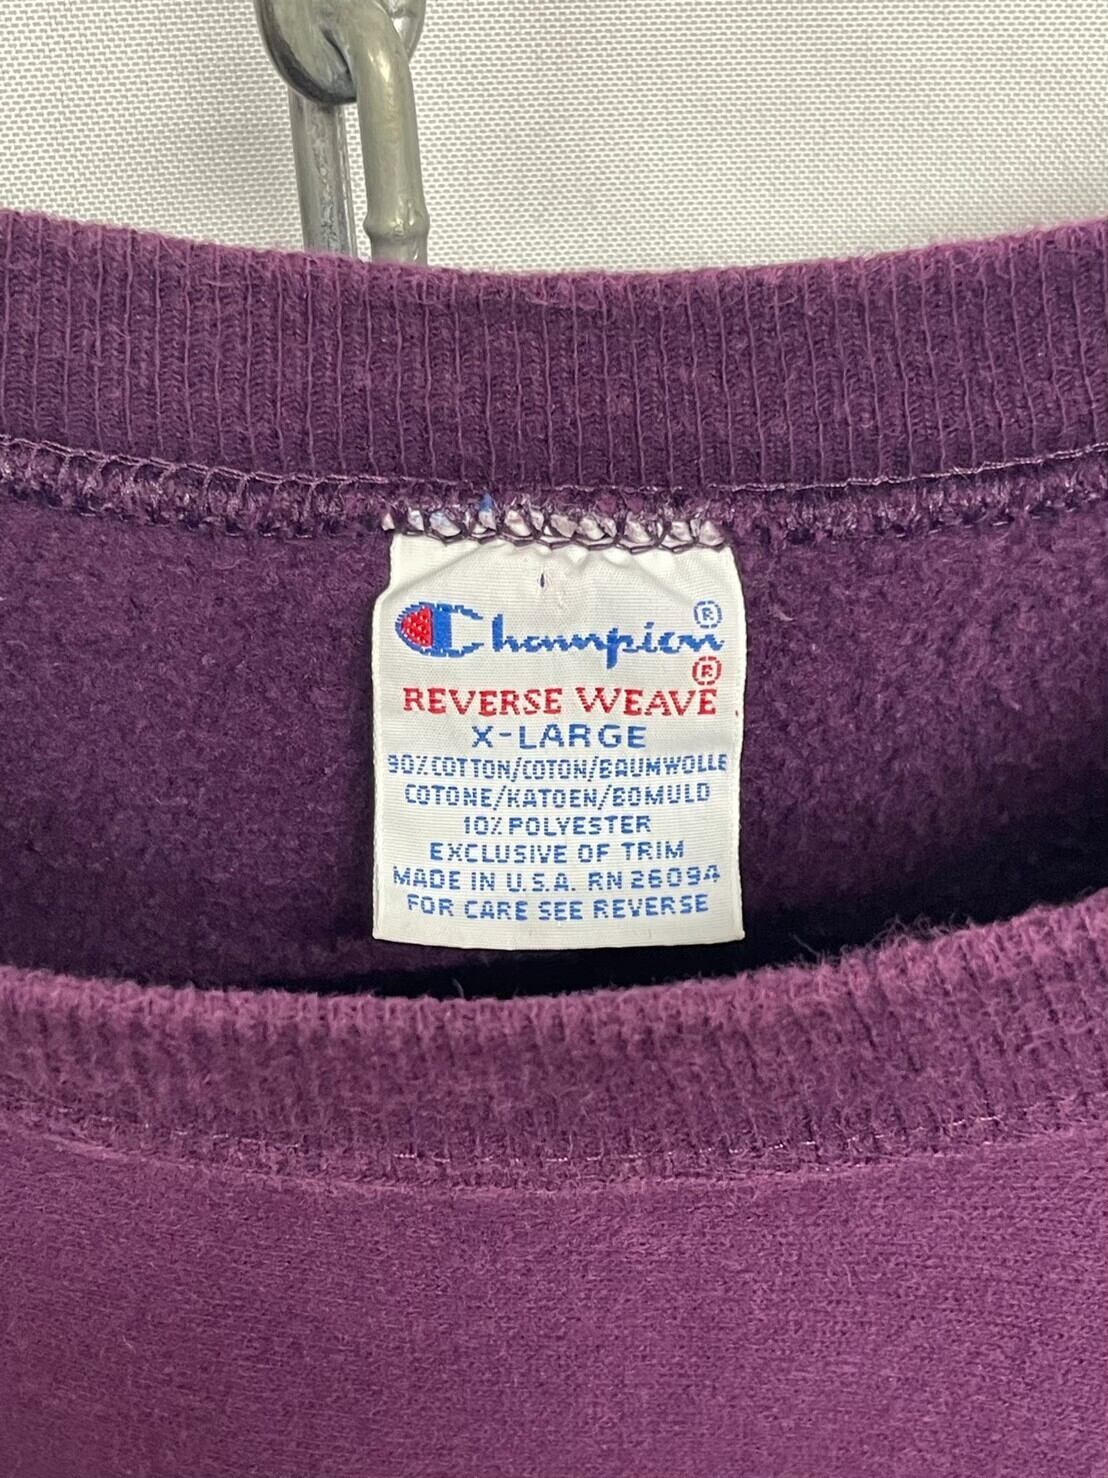 Champion®
REVERSE WEAVE®
X-LARGE
90% COTTON/COTON/BAUMWOLLE
COTONE/KATOEN/BOMULD
10% POLYESTER
EXCLUSIVE OF TRIM
MADE IN U.S.A. RN 26094
FOR CARE SEE REVERSE